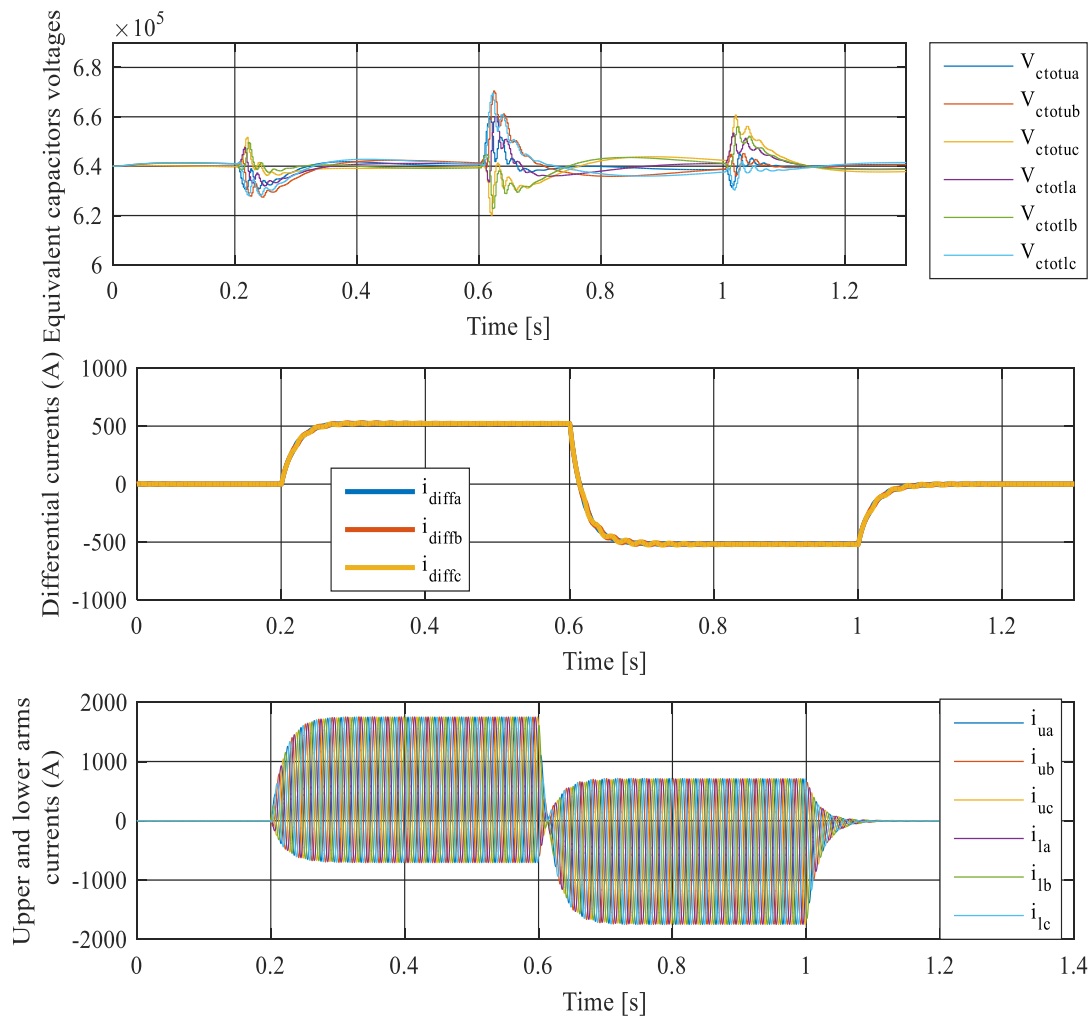 ×10^5
Equivalent capacitors voltages
6.8
6.6
6.4
6.2
6
0 0.2 0.4 0.6 0.8 1 1.2
Time [s]
V_ctotua
V_ctotub
V_ctotuc
V_ctotla
V_ctotlb
V_ctotlc
Differential currents (A)
1000
500
0
-500
-1000
0 0.2 0.4 0.6 0.8 1 1.2
Time [s]
i_diffa
i_diffb
i_diffc
Upper and lower arms
currents (A)
2000
1000
0
-1000
-2000
0 0.2 0.4 0.6 0.8 1 1.2 1.4
Time [s]
i_ua
i_ub
i_uc
i_la
i_lb
i_lc